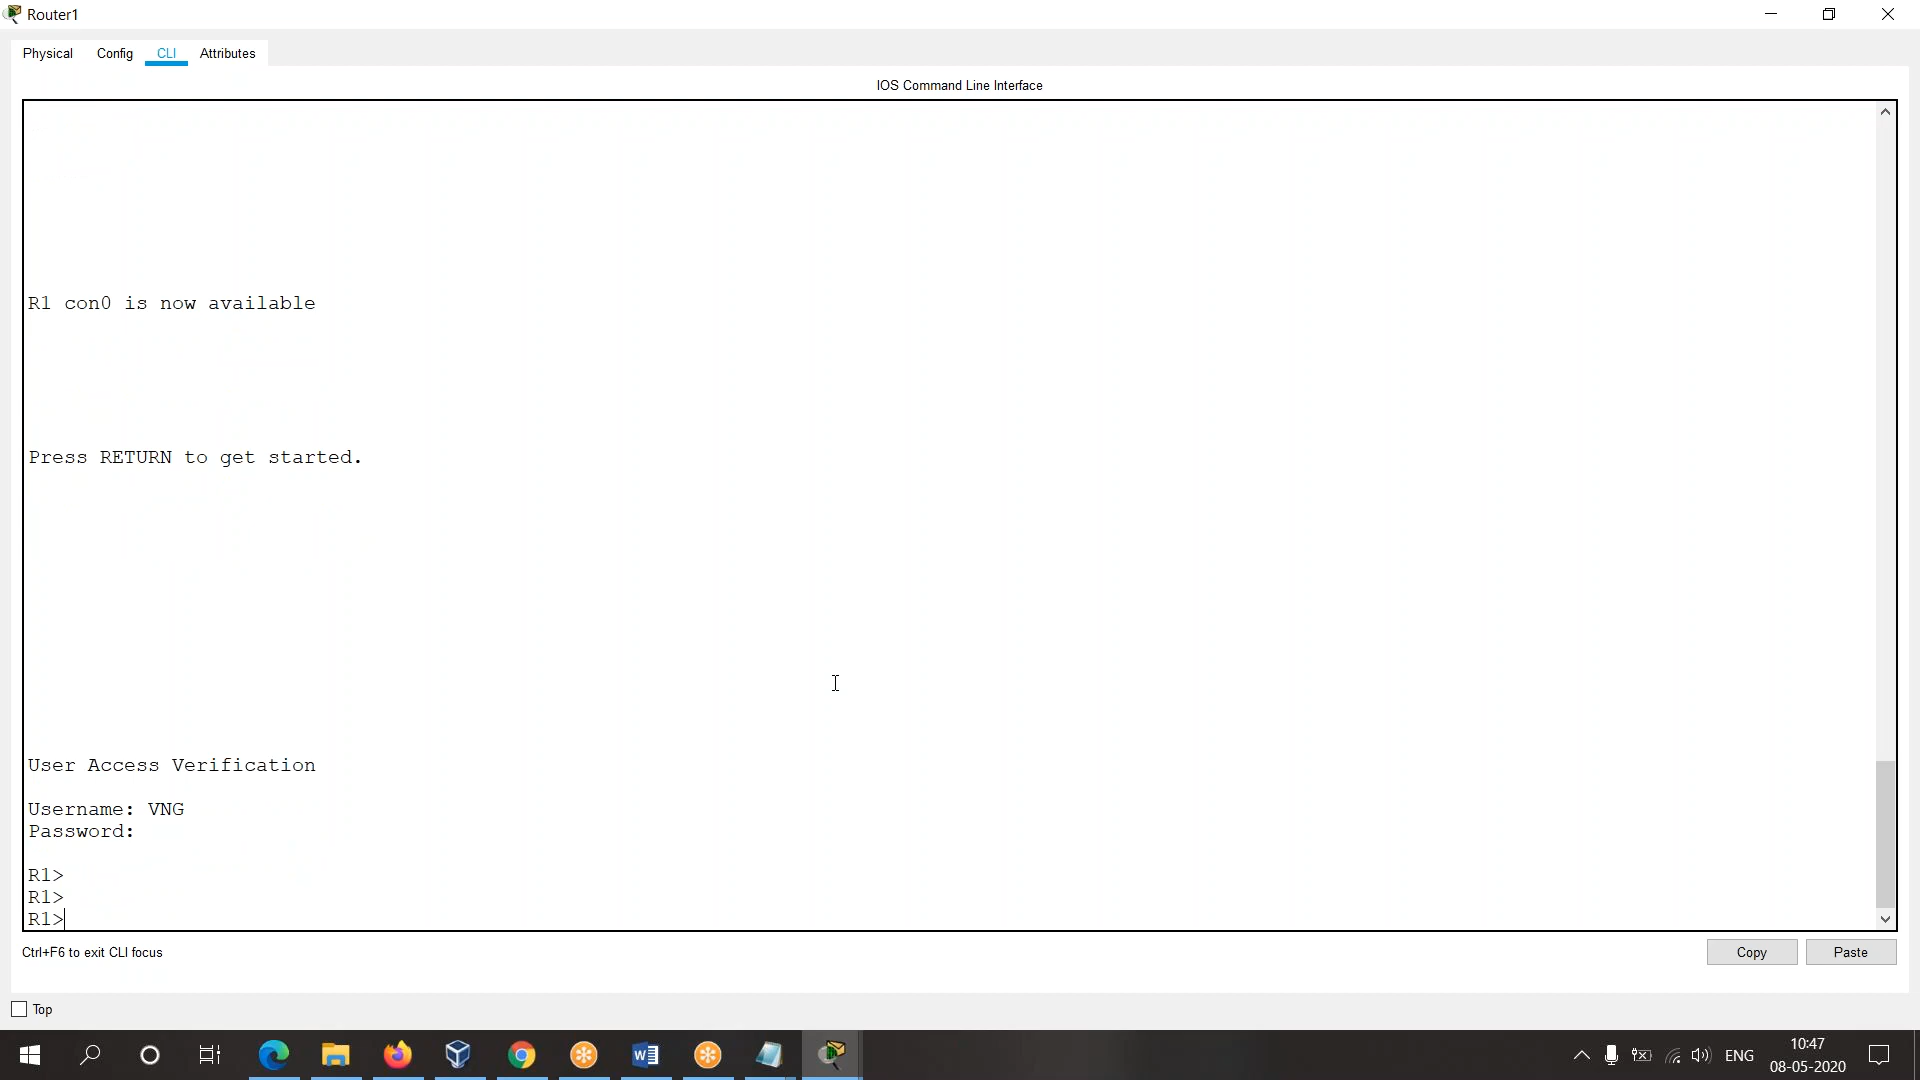 Router1
Physical Config CLI Attributes
IOS Command Line Interface
R1 con0 is now available
Press RETURN to get started.
User Access Verification
Username: VNG
Password:
R1>
R1>
R1>
Ctrl+F6 to exit CLI focus
Copy Paste
Top
ENG
10:47
08-05-2020